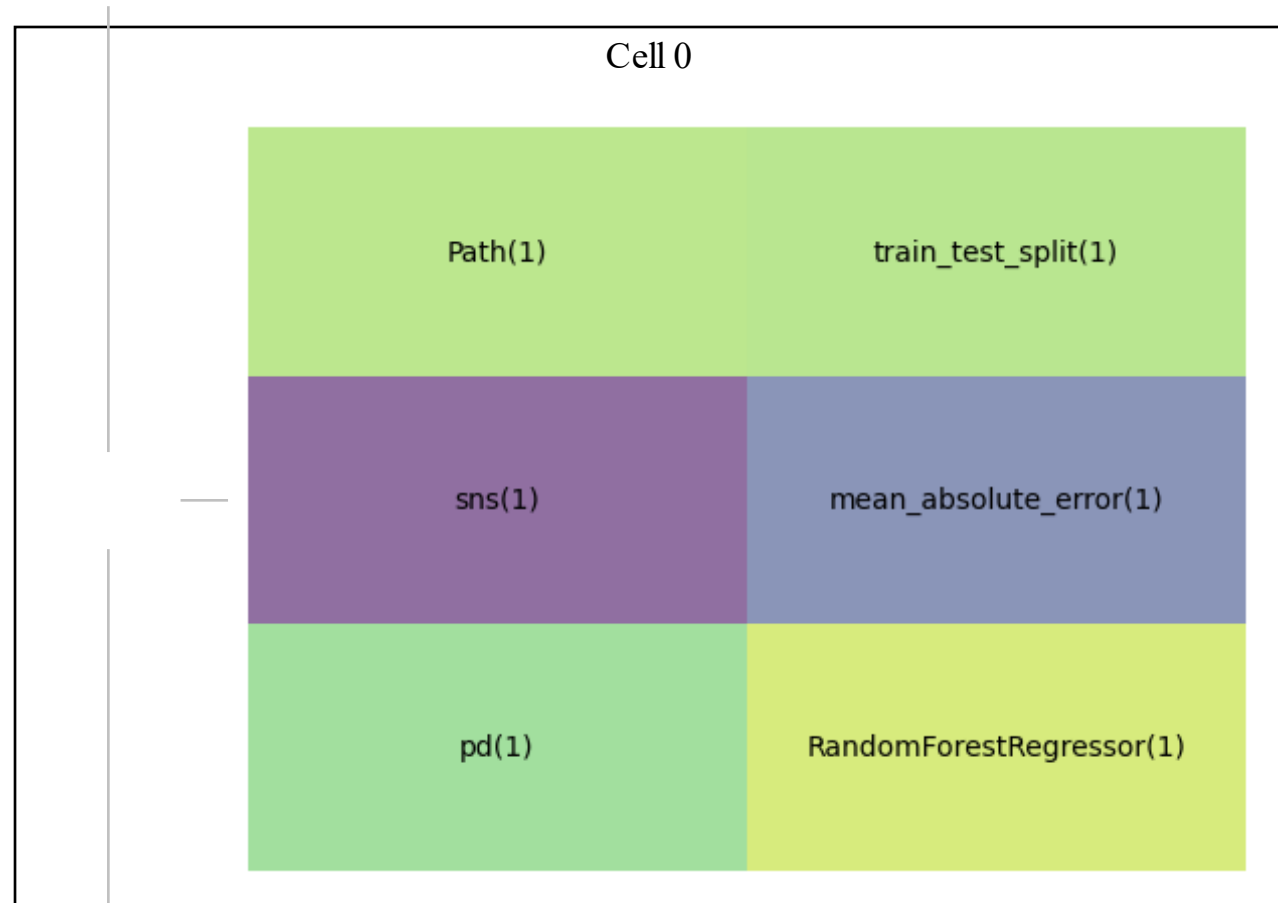 Cell 0
Path(1)
train_test_split(1)
sns(1)
mean_absolute_error(1)
pd(1)
RandomForestRegressor(1)